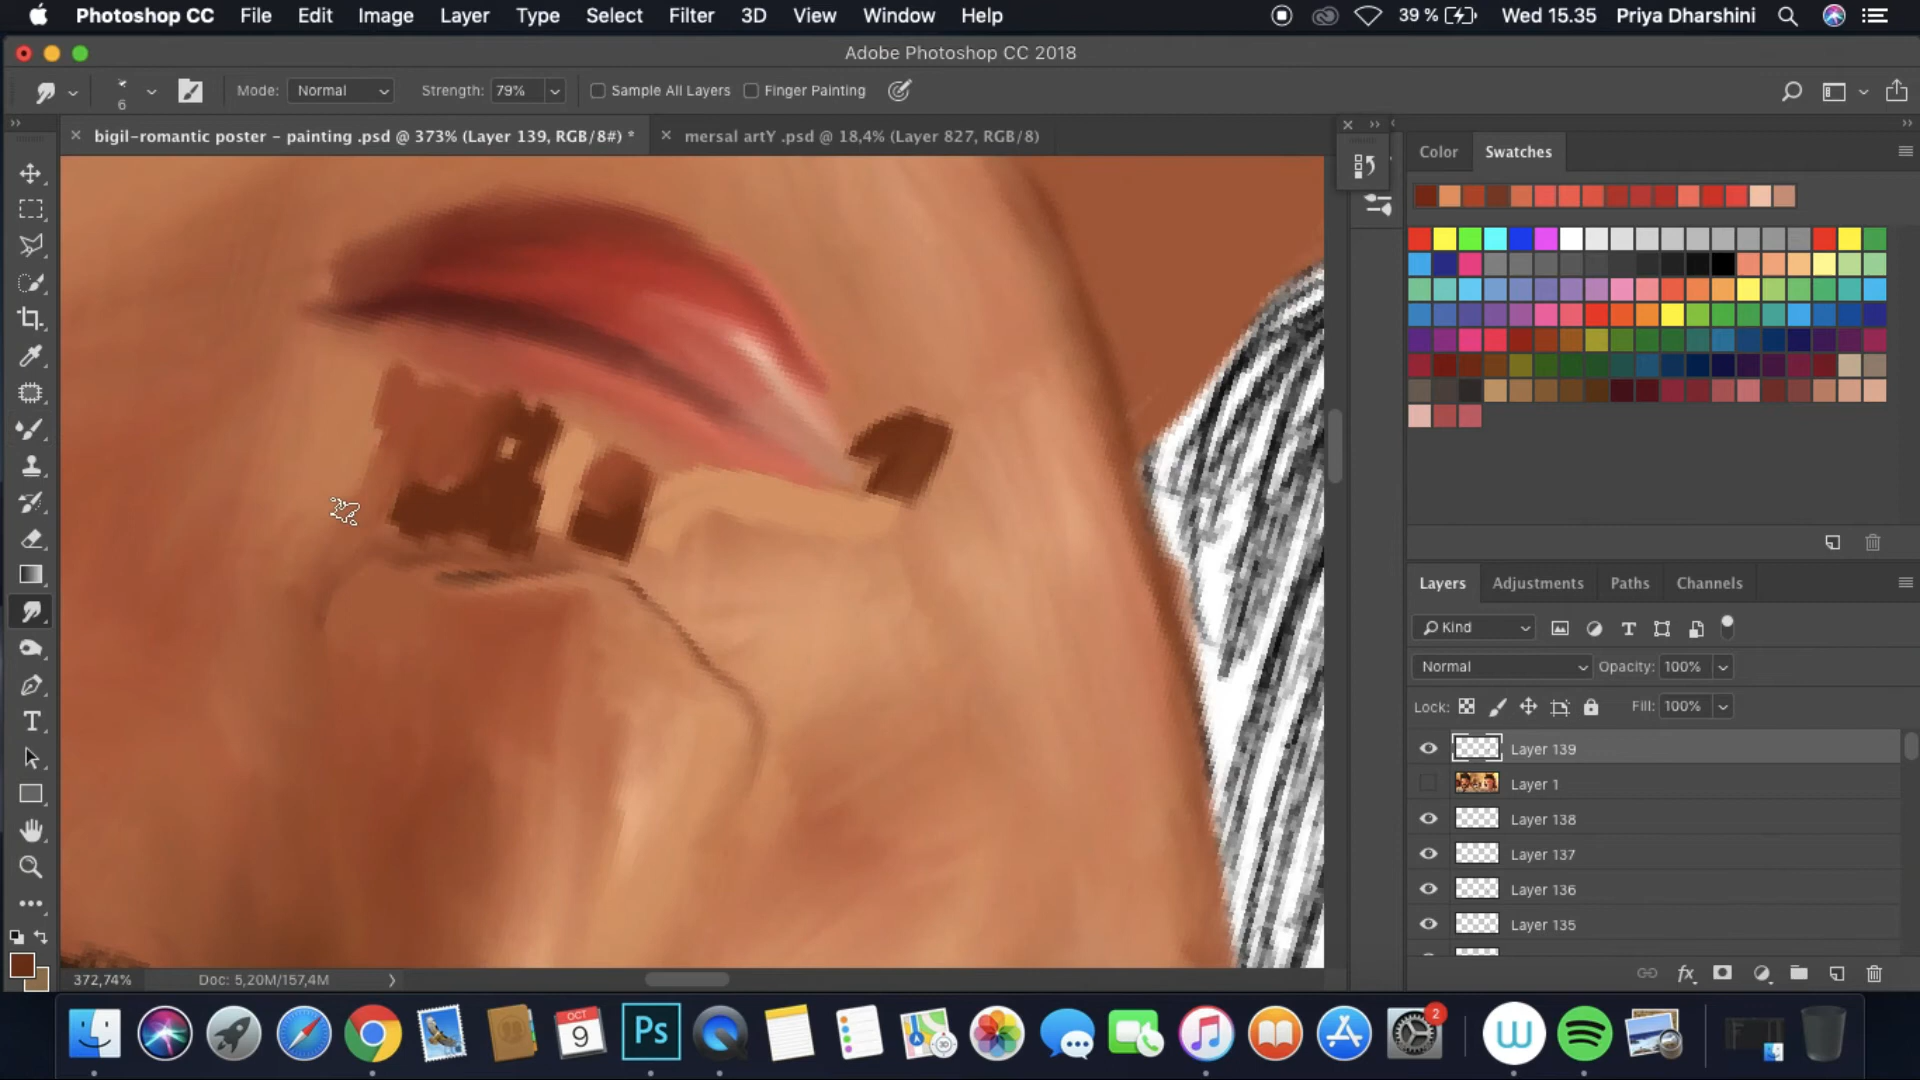 Photoshop CC File Edit Image Layer Type Select Filter 3D View Window Help 39 % Wed 15.35 Priya Dharshini
Adobe Photoshop CC 2018
6 Mode: Normal Strength: 79% Sample All Layers Finger Painting
bigil-romantic poster - painting .psd @ 373% (Layer 139, RGB/8#) * mersal artY .psd @ 18,4% (Layer 827, RGB/8)
Color Swatches
Layers Adjustments Paths Channels
Kind
Normal Opacity: 100%
Lock: Fill: 100%
Layer 139
Layer 1
Layer 138
Layer 137
Layer 136
Layer 135
fx
372,74% Doc: 5,20M/157,4M
OCT
9
Ps
3D
2
W